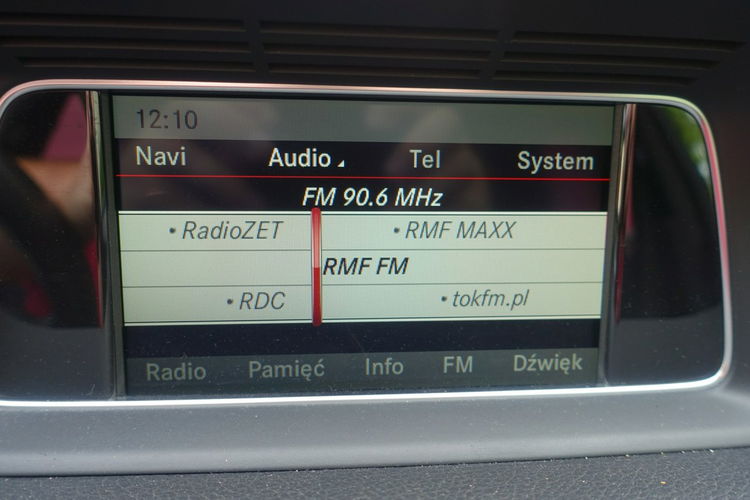 12:10
Navi Audio Tel System
FM 90.6 MHz
• RadioZET • RMF MAXX
RMF FM
• RDC • tokfm.pl
Radio Pamięć Info FM Dźwięk